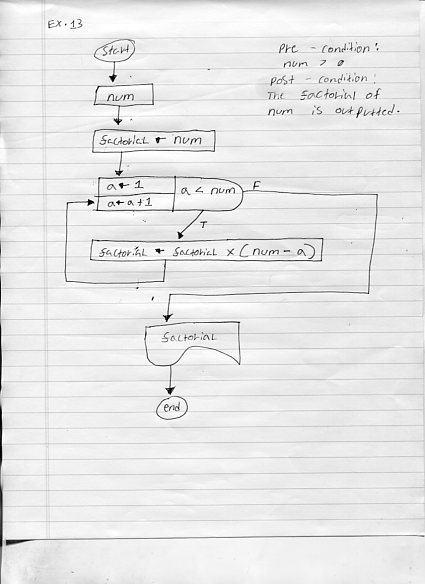 Ex. 13
Start
Pre - condition:
num > 0
Post - condition:
The factorial of
num is outputted.
num
factorial ← num
a ← 1
a ← a + 1
a < num
F
T
factorial ← factorial × (num - a)
factorial
end